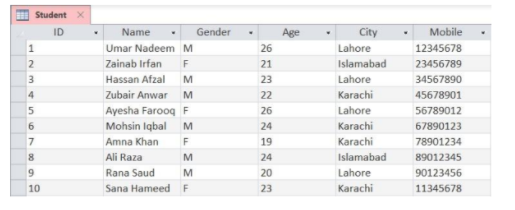 Student
ID Name Gender Age City Mobile
1 Umar Nadeem M 26 Lahore 12345678
2 Zainab Irfan F 21 Islamabad 23456789
3 Hassan Afzal M 23 Lahore 34567890
4 Zubair Anwar M 22 Karachi 45678901
5 Ayesha Farooq F 26 Lahore 56789012
6 Mohsin Iqbal M 24 Karachi 67890123
7 Amna Khan F 19 Karachi 78901234
8 Ali Raza M 24 Islamabad 89012345
9 Rana Saud M 20 Lahore 90123456
10 Sana Hameed F 23 Karachi 11345678